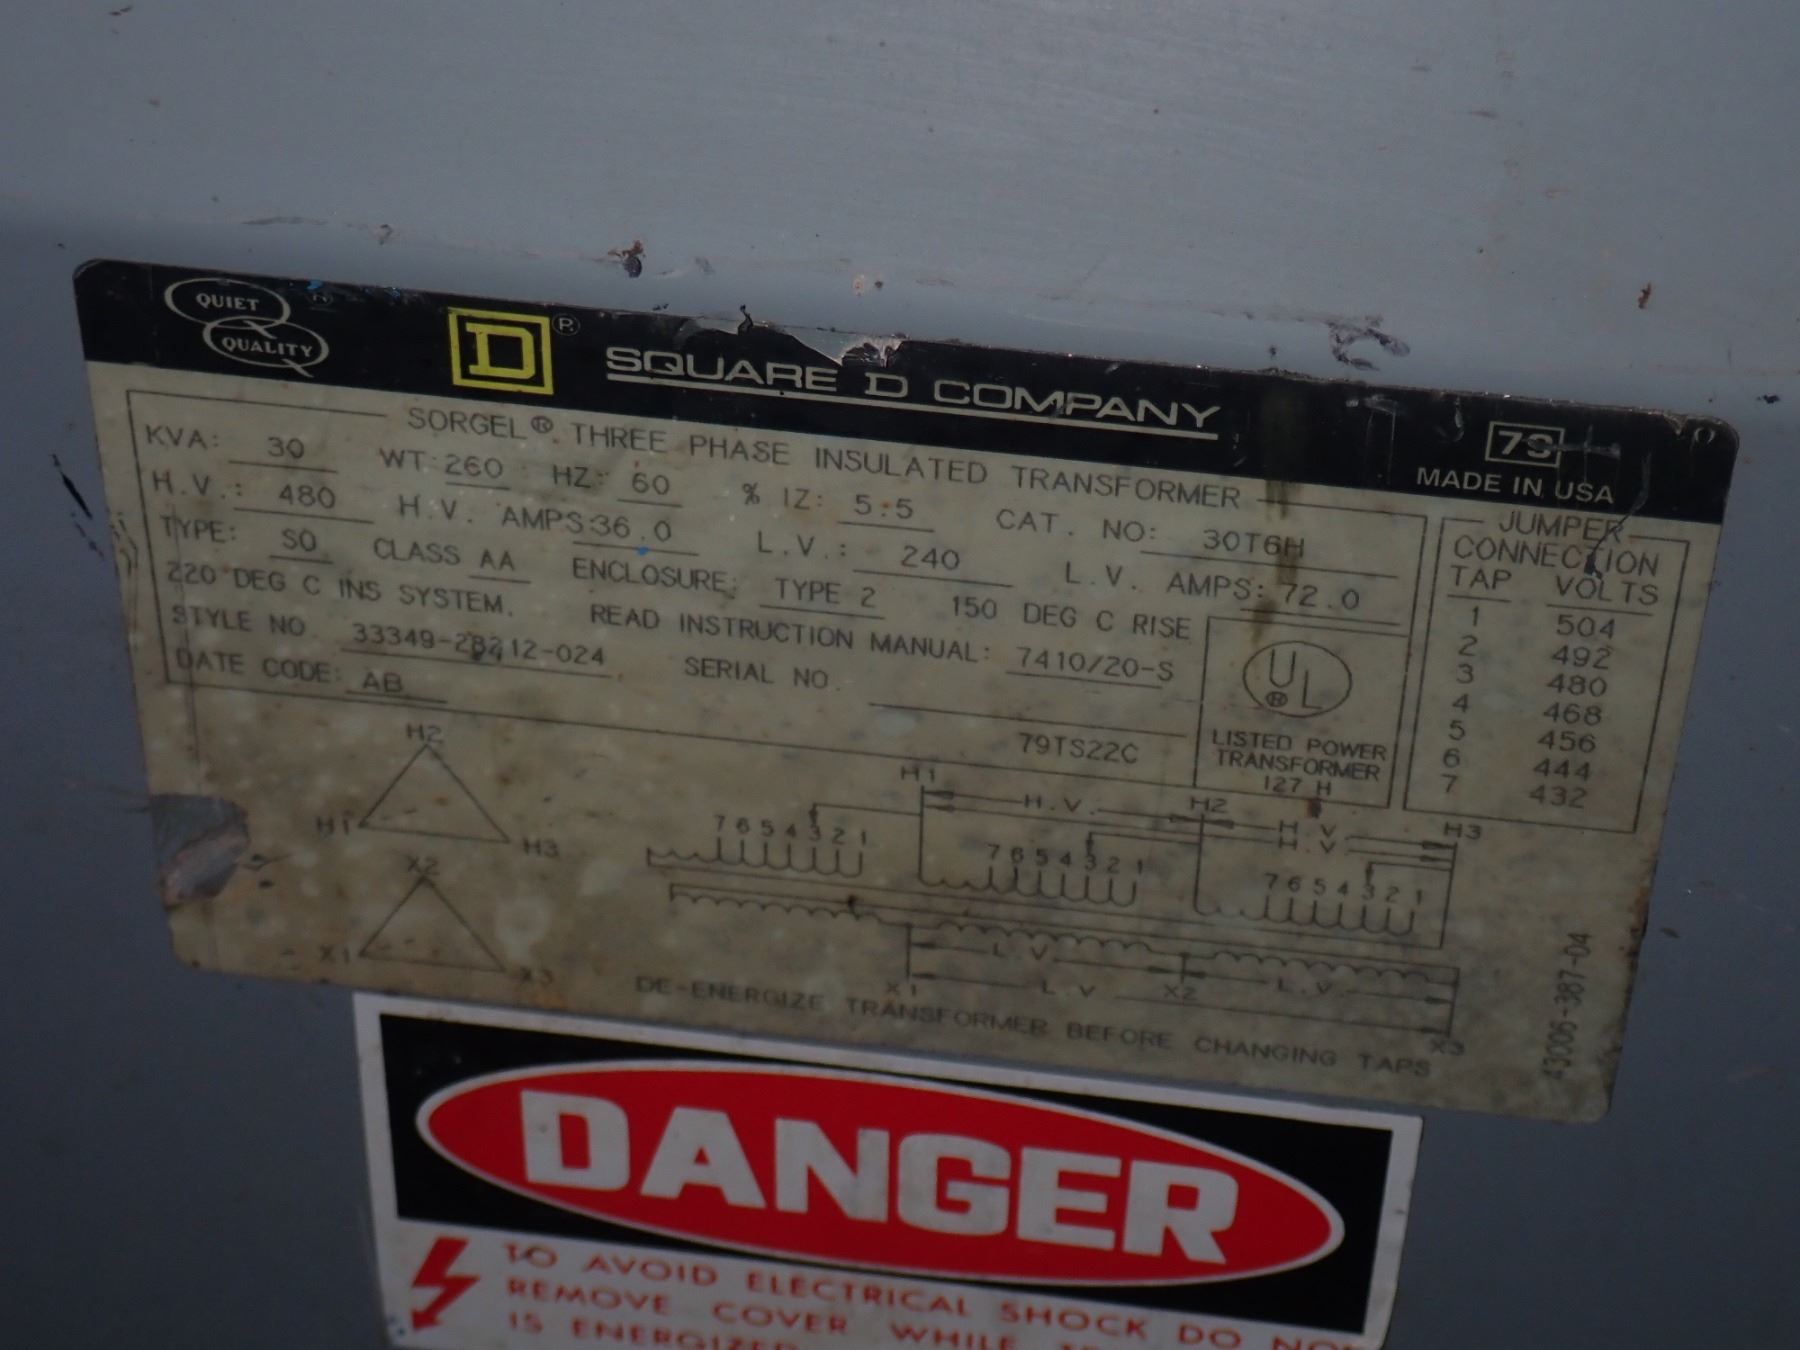 QUIET
QUALITY
D ®
SQUARE D COMPANY
MADE IN USA
SORGEL® THREE PHASE INSULATED TRANSFORMER
KVA: 30 WT: 260 HZ: 60 % IZ: 5.5 CAT. NO: 30T6H
H.V.: 480 H.V. AMPS: 36.0 L.V.: 240 L.V. AMPS: 72.0
TYPE: SO CLASS AA ENCLOSURE: TYPE 2 150 DEG C RISE
220 DEG C INS SYSTEM. READ INSTRUCTION MANUAL: 7410/20-S
STYLE NO 33349-28212-024 SERIAL NO.
DATE CODE: AB
79TS22C
UL
®
LISTED POWER
TRANSFORMER
127 H
JUMPER
CONNECTION
TAP VOLTS
1 504
2 492
3 480
4 468
5 456
6 444
7 432
H2
H1 H3
X2
X1 X3
H1 H.V. H2 H.V. H3
H.V.
7 6 5 4 3 2 1
7 6 5 4 3 2 1
7 6 5 4 3 2 1
L.V.
X1 L.V. X2 L.V.
X3
DE-ENERGIZE TRANSFORMER BEFORE CHANGING TAPS
43006-387-04
DANGER
TO AVOID ELECTRICAL SHOCK DO NOT
REMOVE COVER WHILE
IS ENERGIZED